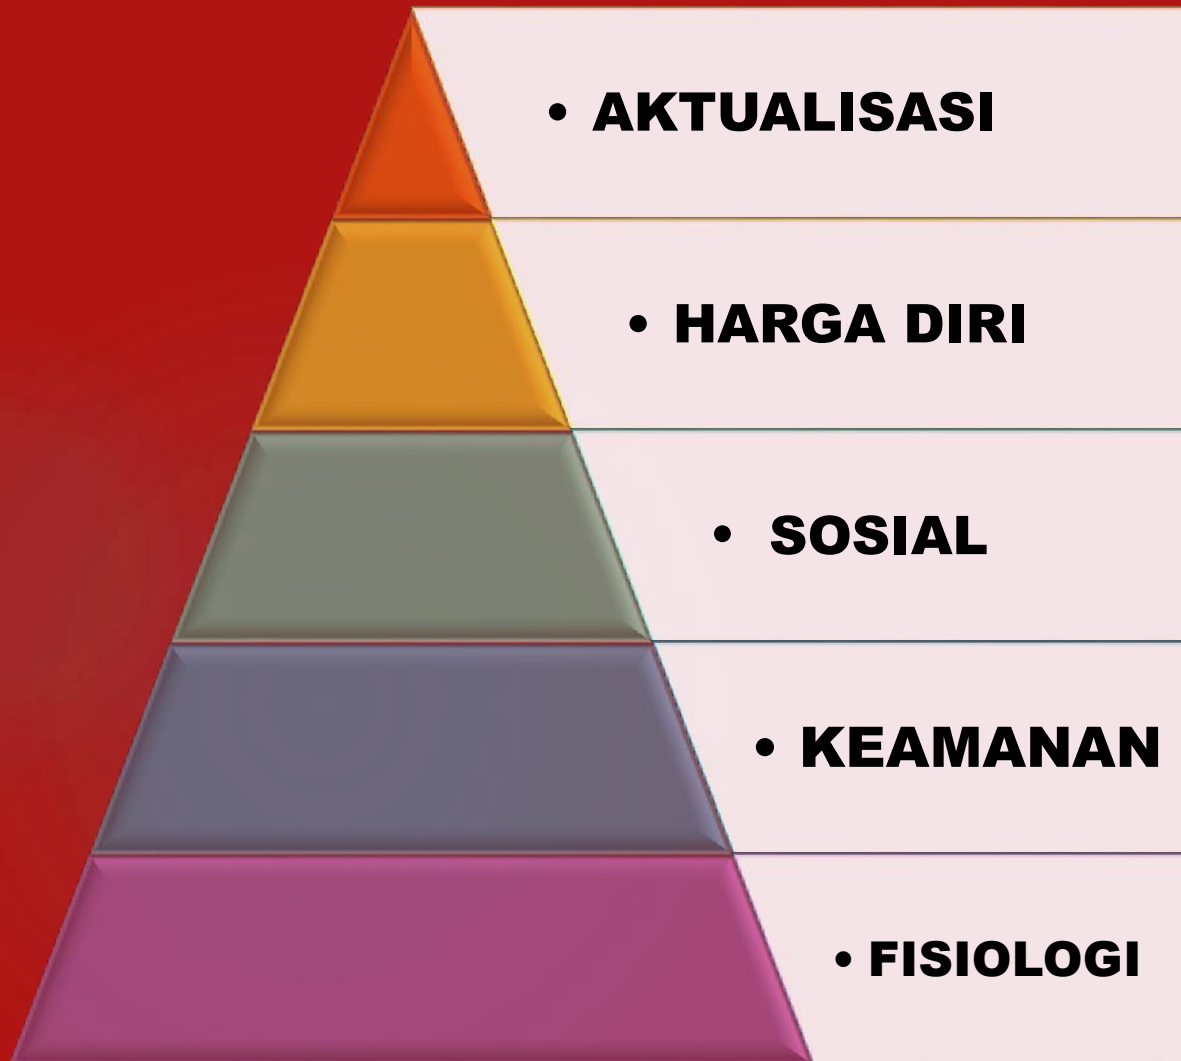 • AKTUALISASI
• HARGA DIRI
• SOSIAL
• KEAMANAN
• FISIOLOGI